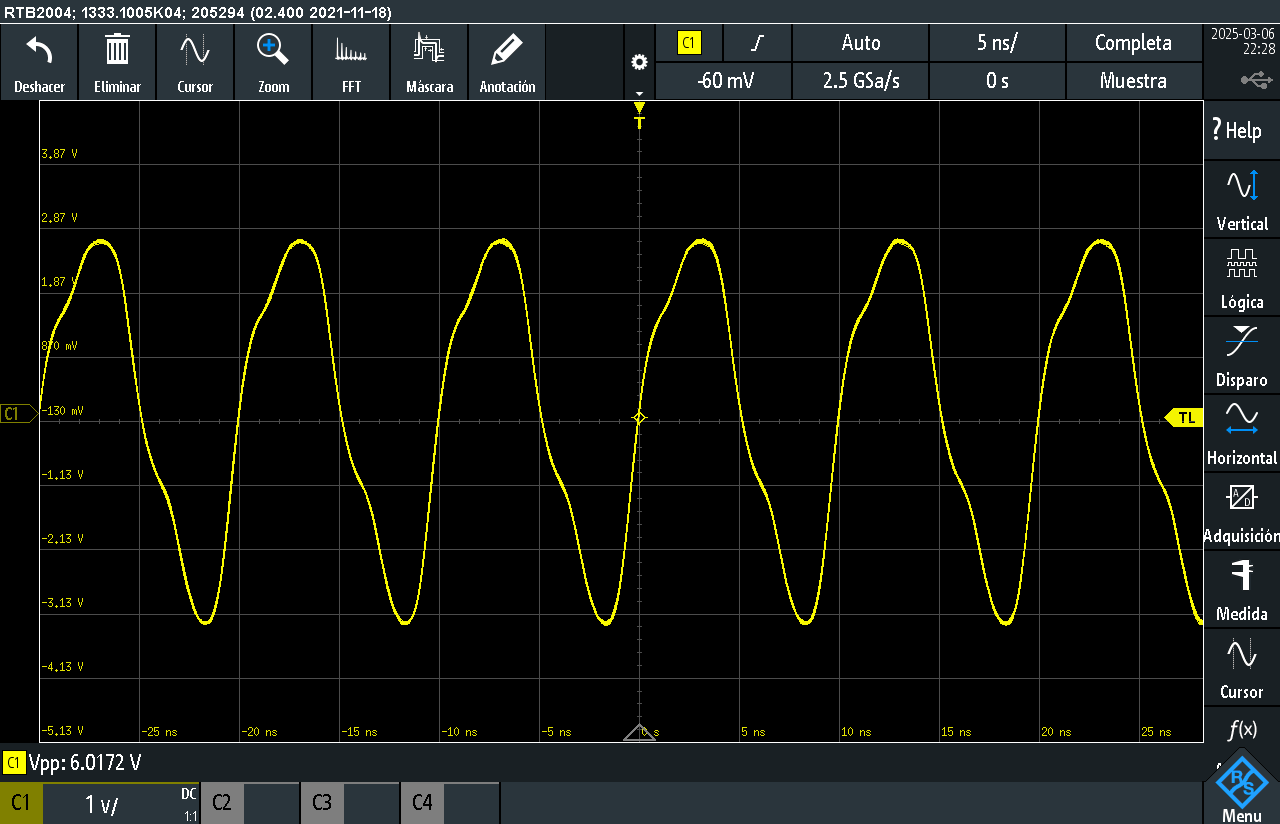 RTB2004; 1333.1005K04; 205294 (02.400 2021-11-18)
Deshacer
Eliminar
Cursor
Zoom
FFT
Máscara
Anotación
C1
Auto
5 ns/
Completa
-60 mV
2.5 GSa/s
0 s
Muestra
2025-03-06
22:28
? Help
Vertical
Lógica
Disparo
Horizontal
A/D
Adquisición
Medida
Cursor
f(x)
R&S
Menu
T
3.87 V
2.87 V
1.87 V
870 mV
-130 mV
-1.13 V
-2.13 V
-3.13 V
-4.13 V
-5.13 V
C1
TL
-25 ns
-20 ns
-15 ns
-10 ns
-5 ns
0 s
5 ns
10 ns
15 ns
20 ns
25 ns
C1 Vpp: 6.0172 V
C1
1 V/
DC
1:1
C2
C3
C4